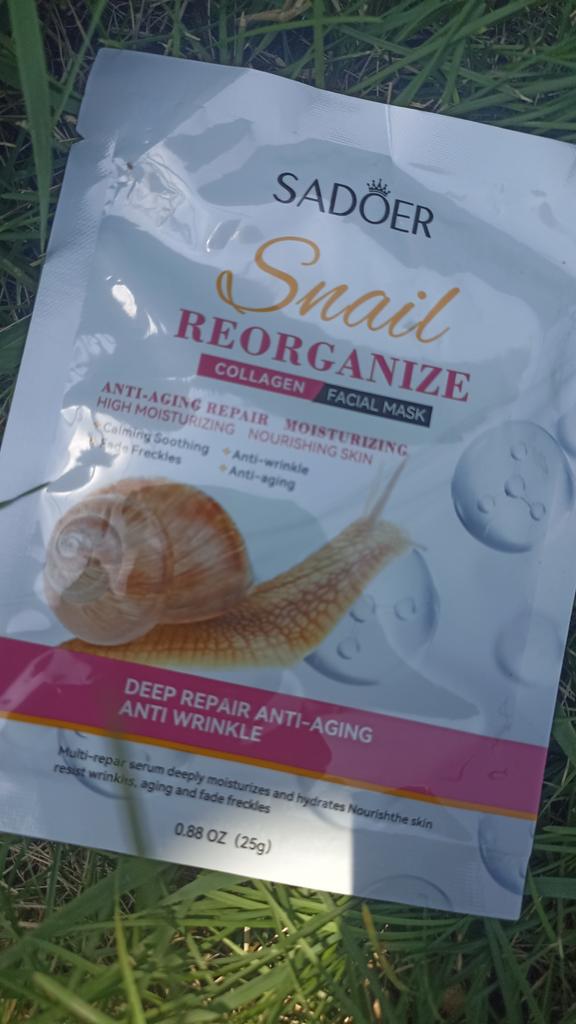 SADOER
Snail
REORGANIZE
COLLAGEN FACIAL MASK
ANTI-AGING REPAIR MOISTURIZING
HIGH MOISTURIZING NOURISHING SKIN
Calming Soothing
Anti-wrinkle
Fade Freckles
Anti-aging
DEEP REPAIR ANTI-AGING
ANTI WRINKLE
Multi-repair serum deeply moisturizes and hydrates Nourishthe skin
resist wrinkles, aging and fade freckles
0.88 OZ (25g)